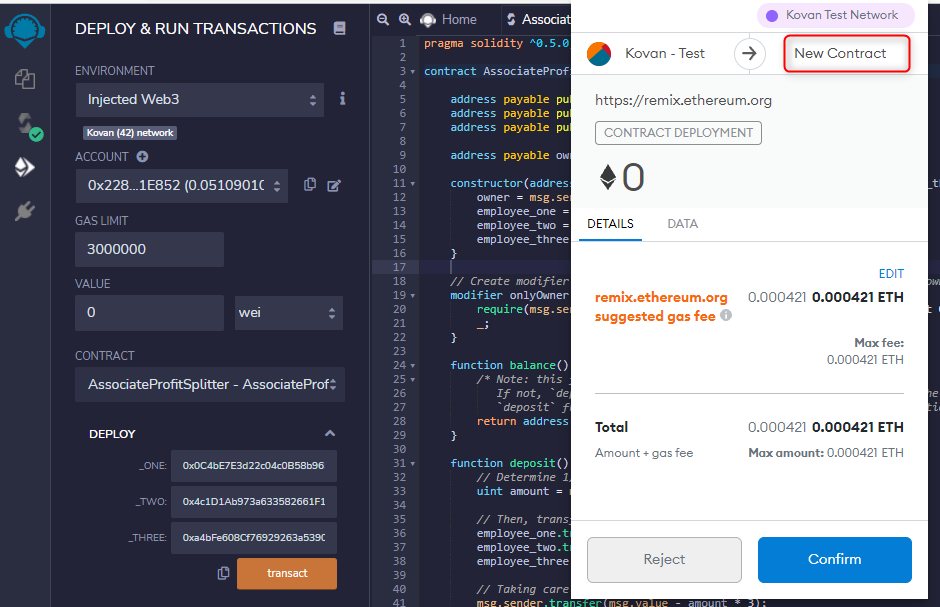 DEPLOY & RUN TRANSACTIONS
ENVIRONMENT
Injected Web3
Kovan (42) network
ACCOUNT
0x228...1E852 (0.05109010
GAS LIMIT
3000000
VALUE
0
wei
CONTRACT
AssociateProfitSplitter - AssociateProf
DEPLOY
_ONE:
0x0C4bE7E3d22c04c0B58b96
_TWO:
0x4c1D1Ab973a633582661F1
_THREE:
0xa4bFe608Cf76929263a5390
transact
Home
Associat
1 pragma solidity ^0.5.0
2
3 contract AssociateProf
4
5 address payable pu
6 address payable pu
7 address payable pu
8
9 address payable ow
10
11 constructor(addres
12 owner = msg.se
13 employee_one =
14 employee_two =
15 employee_three
16 }
17
18 // Create modifier
19 modifier onlyOwner
20 require(msg.se
21 _;
22 }
23
24 function balance()
25 /* Note: this
26 If not, `dep
27 `deposit` f
28 return address
29 }
30
31 function deposit()
32 // Determine 1
33 uint amount =
34
35 // Then, trans
36 employee_one.t
37 employee_two.t
38 employee_three
39
40 // Taking care
41 msg.sender.transfer(msg.value - amount * 3);
Kovan Test Network
Kovan - Test
New Contract
https://remix.ethereum.org
CONTRACT DEPLOYMENT
0
DETAILS
DATA
EDIT
remix.ethereum.org
suggested gas fee
0.000421 0.000421 ETH
Max fee:
0.000421 ETH
Total
0.000421 0.000421 ETH
Amount + gas fee
Max amount: 0.000421 ETH
Reject
Confirm